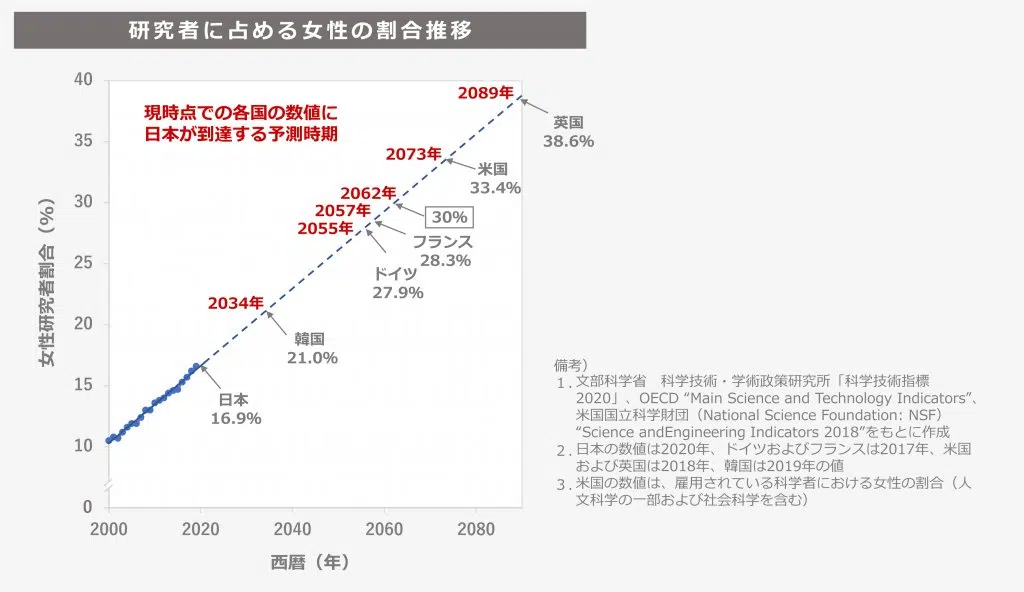 研究者に占める女性の割合推移
現時点での各国の数値に
日本が到達する予測時期
女性研究者割合（%）
40
35
30
25
20
15
10
0
2000
2020
2040
2060
2080
西暦（年）
2089年
英国
38.6%
2073年
米国
33.4%
2062年
30%
2057年
フランス
28.3%
2055年
ドイツ
27.9%
2034年
韓国
21.0%
日本
16.9%
備考）
1. 文部科学省　科学技術・学術政策研究所「科学技術指標
2020」、OECD “Main Science and Technology Indicators”、
米国国立科学財団（National Science Foundation: NSF）
“Science andEngineering Indicators 2018”をもとに作成
2. 日本の数値は2020年、ドイツおよびフランスは2017年、米国
および英国は2018年、韓国は2019年の値
3. 米国の数値は、雇用されている科学者における女性の割合（人
文科学の一部および社会科学を含む）